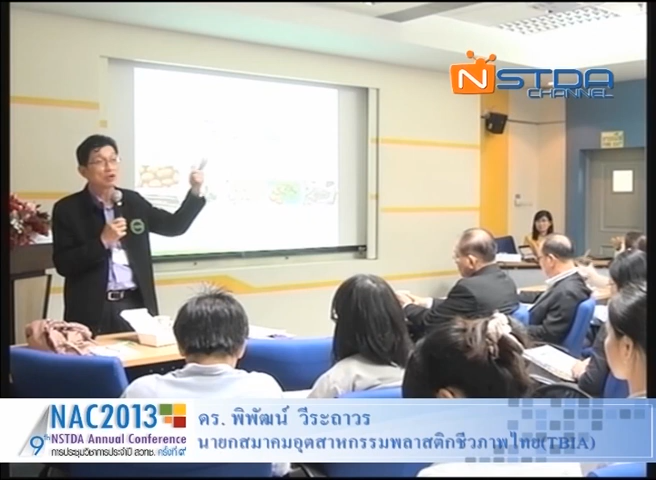 NSTDA
CHANNEL
NAC2013
9th NSTDA Annual Conference
การประชุมวิชาการประจำปี สวทช. ครั้งที่ ๙
ดร. พิพัฒน์ วีระถาวร
นายกสมาคมอุตสาหกรรมพลาสติกชีวภาพไทย(TBIA)